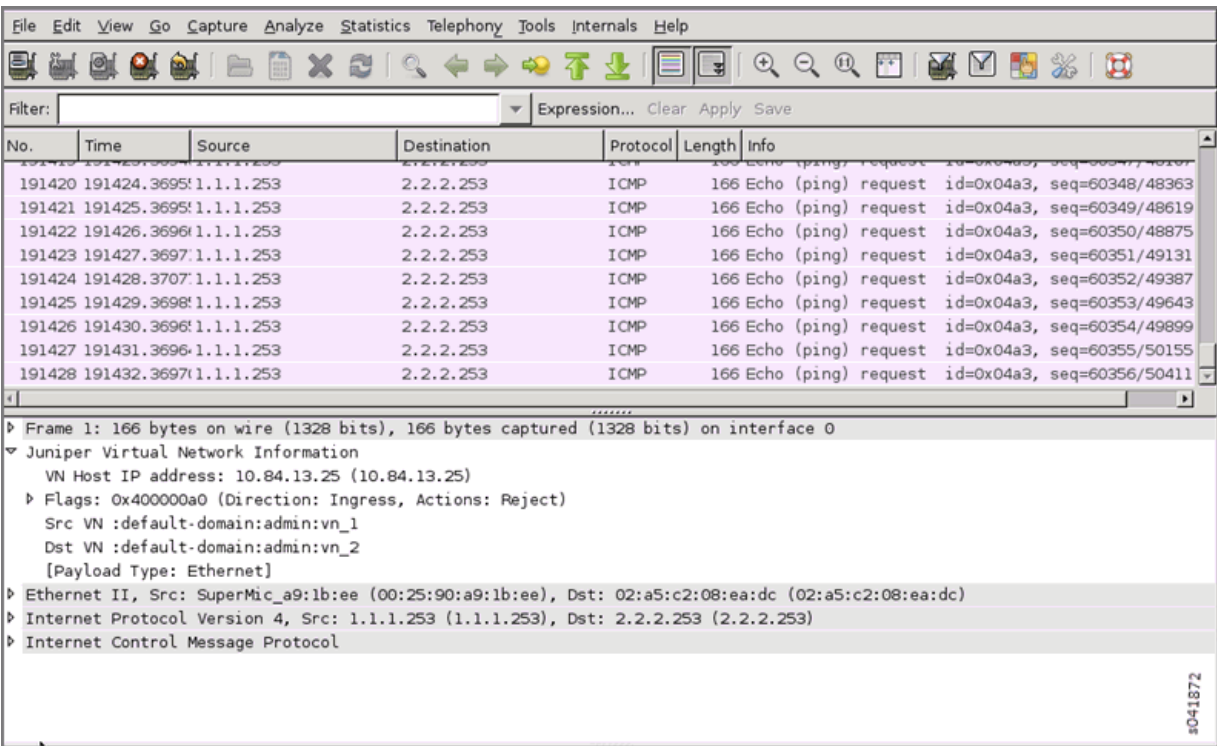 File Edit View Go Capture Analyze Statistics Telephony Tools Internals Help
Filter: Expression... Clear Apply Save
No. Time Source Destination Protocol Length Info
191420 191424.3695 1.1.1.253 2.2.2.253 ICMP 166 Echo (ping) request id=0x04a3, seq=60348/48363
191421 191425.3695 1.1.1.253 2.2.2.253 ICMP 166 Echo (ping) request id=0x04a3, seq=60349/48619
191422 191426.3696 1.1.1.253 2.2.2.253 ICMP 166 Echo (ping) request id=0x04a3, seq=60350/48875
191423 191427.3697 1.1.1.253 2.2.2.253 ICMP 166 Echo (ping) request id=0x04a3, seq=60351/49131
191424 191428.3707 1.1.1.253 2.2.2.253 ICMP 166 Echo (ping) request id=0x04a3, seq=60352/49387
191425 191429.3698 1.1.1.253 2.2.2.253 ICMP 166 Echo (ping) request id=0x04a3, seq=60353/49643
191426 191430.3696 1.1.1.253 2.2.2.253 ICMP 166 Echo (ping) request id=0x04a3, seq=60354/49899
191427 191431.3696 1.1.1.253 2.2.2.253 ICMP 166 Echo (ping) request id=0x04a3, seq=60355/50155
191428 191432.3697 1.1.1.253 2.2.2.253 ICMP 166 Echo (ping) request id=0x04a3, seq=60356/50411
Frame 1: 166 bytes on wire (1328 bits), 166 bytes captured (1328 bits) on interface 0
Juniper Virtual Network Information
VN Host IP address: 10.84.13.25 (10.84.13.25)
Flags: 0x400000a0 (Direction: Ingress, Actions: Reject)
Src VN :default-domain:admin:vn_1
Dst VN :default-domain:admin:vn_2
[Payload Type: Ethernet]
Ethernet II, Src: SuperMic_a9:1b:ee (00:25:90:a9:1b:ee), Dst: 02:a5:c2:08:ea:dc (02:a5:c2:08:ea:dc)
Internet Protocol Version 4, Src: 1.1.1.253 (1.1.1.253), Dst: 2.2.2.253 (2.2.2.253)
Internet Control Message Protocol
s041872